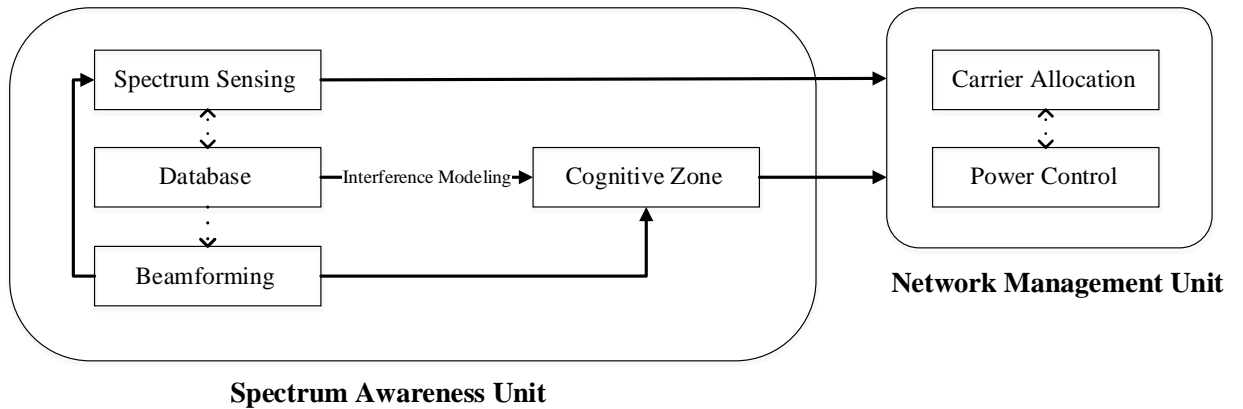 Spectrum Sensing
Carrier Allocation
Database
Interference Modeling
Cognitive Zone
Power Control
Beamforming
Network Management Unit
Spectrum Awareness Unit